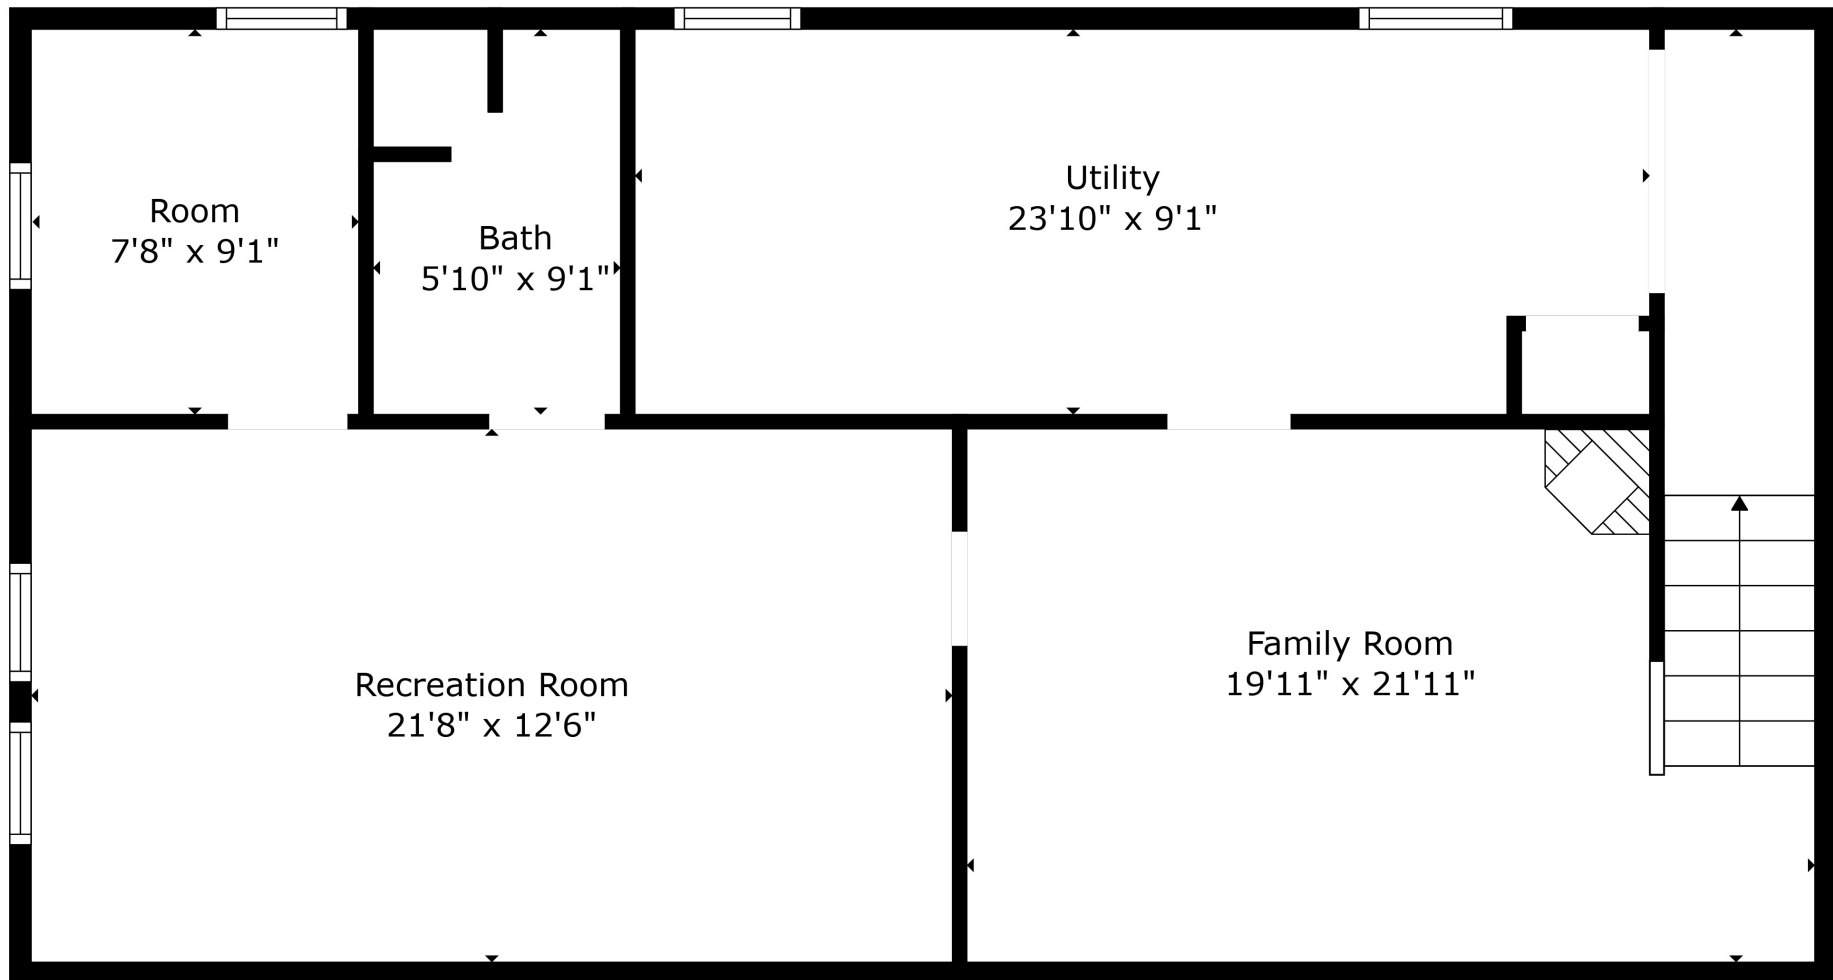 Room
7'8" x 9'1"
Bath
5'10" x 9'1"
Utility
23'10" x 9'1"
Recreation Room
21'8" x 12'6"
Family Room
19'11" x 21'11"